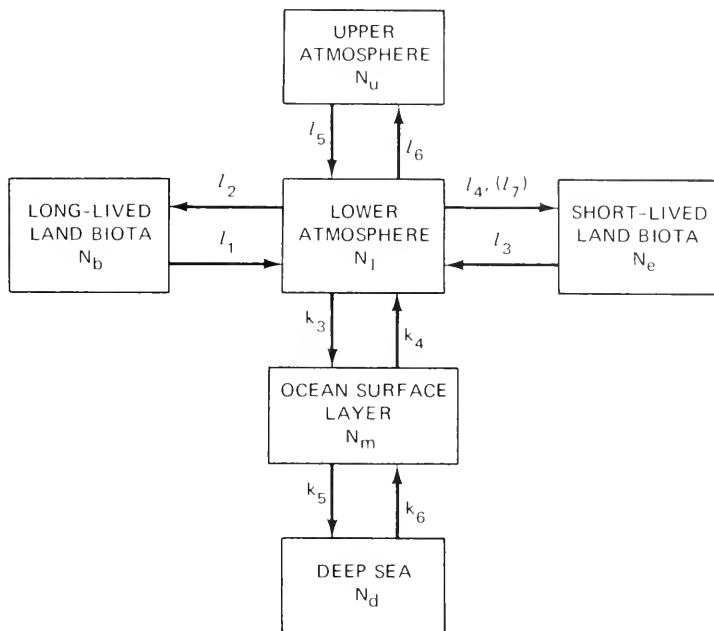 UPPER
ATMOSPHERE
N_u
l_5
l_6
l_2
l_4, (l_7)
LONG-LIVED
LAND BIOTA
N_b
l_1
LOWER
ATMOSPHERE
N_l
SHORT-LIVED
LAND BIOTA
N_e
l_3
k_3
k_4
OCEAN SURFACE
LAYER
N_m
k_5
k_6
DEEP SEA
N_d